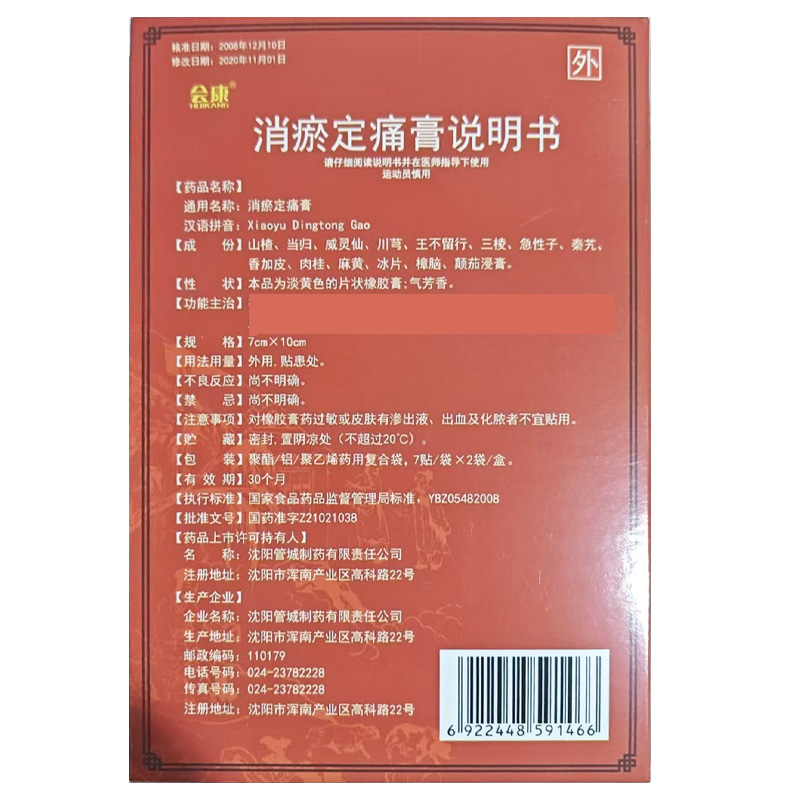 核准日期：2008年12月10日
修改日期：2020年11月01日
外
会康®
HUIKANG
消瘀定痛膏说明书
请仔细阅读说明书并在医师指导下使用
运动员慎用
【药品名称】
通用名称：消瘀定痛膏
汉语拼音：Xiaoyu Dingtong Gao
【成　份】山楂、当归、威灵仙、川芎、王不留行、三棱、急性子、秦艽、
香加皮、肉桂、麻黄、冰片、樟脑、颠茄浸膏。
【性　状】本品为淡黄色的片状橡胶膏;气芳香。
【功能主治】
【规　格】7cm×10cm
【用法用量】外用,贴患处。
【不良反应】尚不明确。
【禁　忌】尚不明确。
【注意事项】对橡胶膏药过敏或皮肤有渗出液、出血及化脓者不宜贴用。
【贮　藏】密封,置阴凉处（不超过20℃）。
【包　装】聚酯/铝/聚乙烯药用复合袋，7贴/袋×2袋/盒。
【有 效 期】30个月
【执行标准】国家食品药品监督管理局标准，YBZ05482008
【批准文号】国药准字Z21021038
【药品上市许可持有人】
名　称：沈阳管城制药有限责任公司
注册地址：沈阳市浑南产业区高科路22号
【生产企业】
企业名称：沈阳管城制药有限责任公司
生产地址：沈阳市浑南产业区高科路22号
邮政编码：110179
电话号码：024-23782228
传真号码：024-23782228
注册地址：沈阳市浑南产业区高科路22号
6 922448 591466